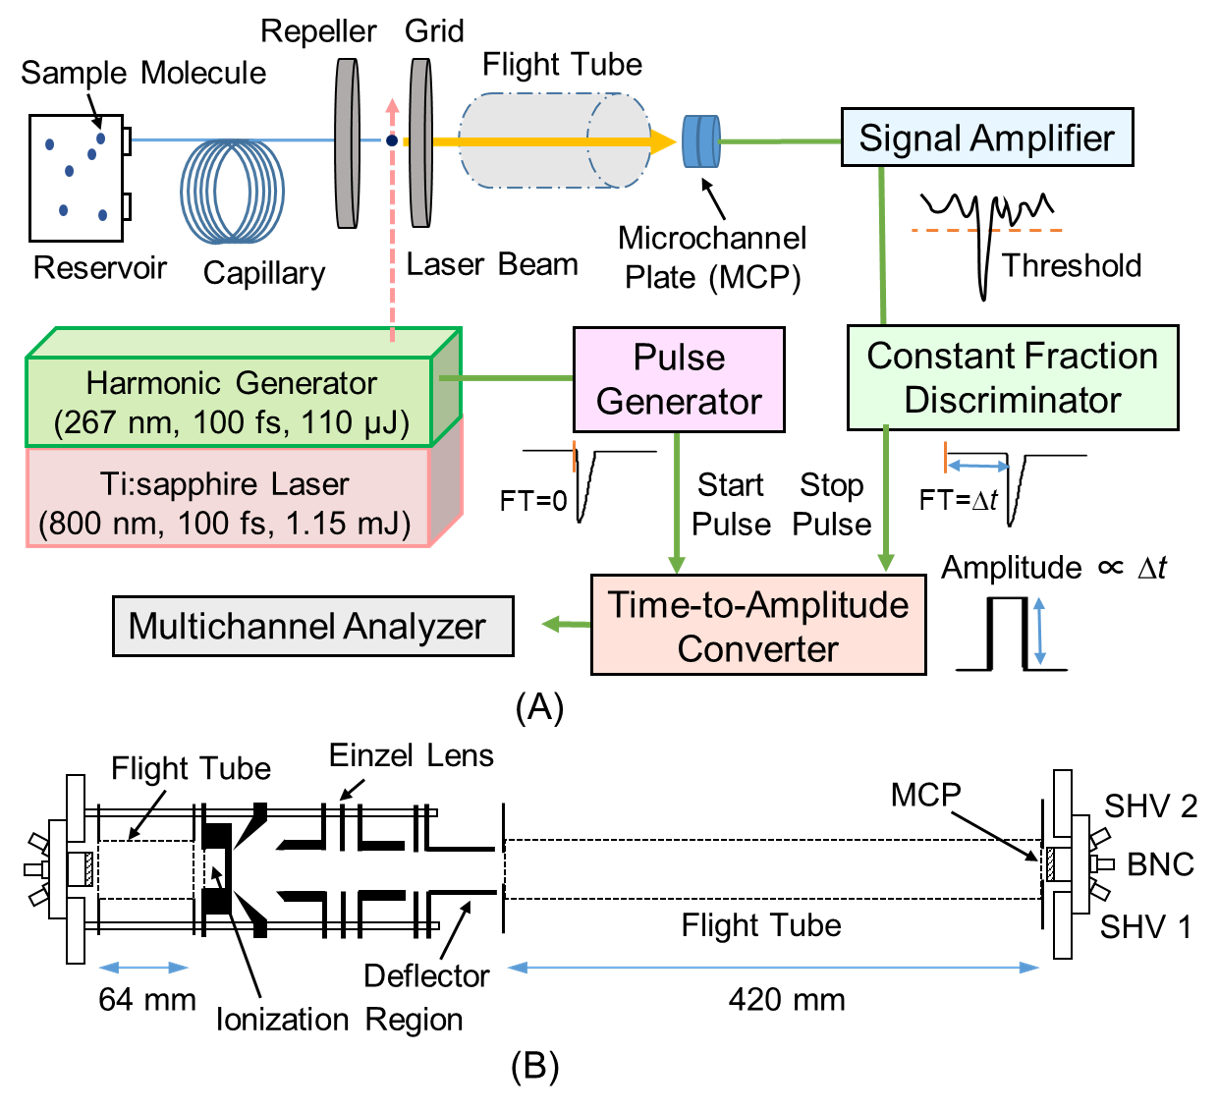 Repeller
Grid
Sample Molecule
Flight Tube
Signal Amplifier
Reservoir
Capillary
Laser Beam
Microchannel
Plate (MCP)
Threshold
Harmonic Generator
(267 nm, 100 fs, 110 µJ)
Ti:sapphire Laser
(800 nm, 100 fs, 1.15 mJ)
Pulse
Generator
Constant Fraction
Discriminator
FT=0
Start
Pulse
Stop
Pulse
FT=Δt
Amplitude ∝ Δt
Multichannel Analyzer
Time-to-Amplitude
Converter
(A)
Einzel Lens
Flight Tube
MCP
SHV 2
BNC
SHV 1
Flight Tube
Deflector
Region
64 mm
Ionization
420 mm
(B)